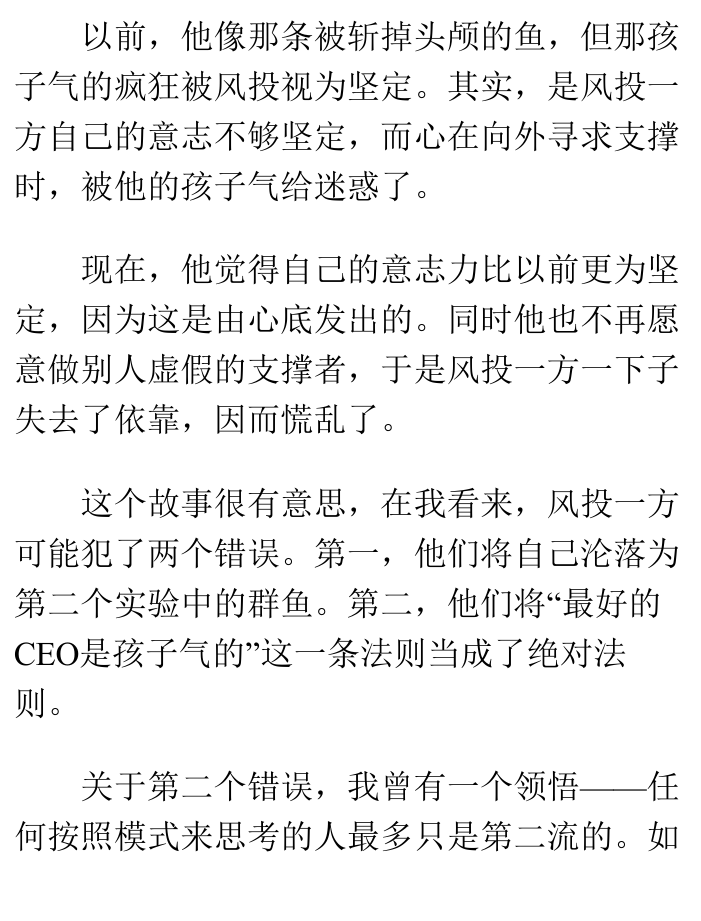 以前，他像那条被斩掉头颅的鱼，但那孩
子气的疯狂被风投视为坚定。其实，是风投一
方自己的意志不够坚定，而心在向外寻求支撑
时，被他的孩子气给迷惑了。
现在，他觉得自己的意志力比以前更为坚
定，因为这是由心底发出的。同时他也不再愿
意做别人虚假的支撑者，于是风投一方一下子
失去了依靠，因而慌乱了。
这个故事很有意思，在我看来，风投一方
可能犯了两个错误。第一，他们将自己沦落为
第二个实验中的群鱼。第二，他们将“最好的
CEO是孩子气的”这一条法则当成了绝对法
则。
关于第二个错误，我曾有一个领悟——任
何按照模式来思考的人最多只是第二流的。如